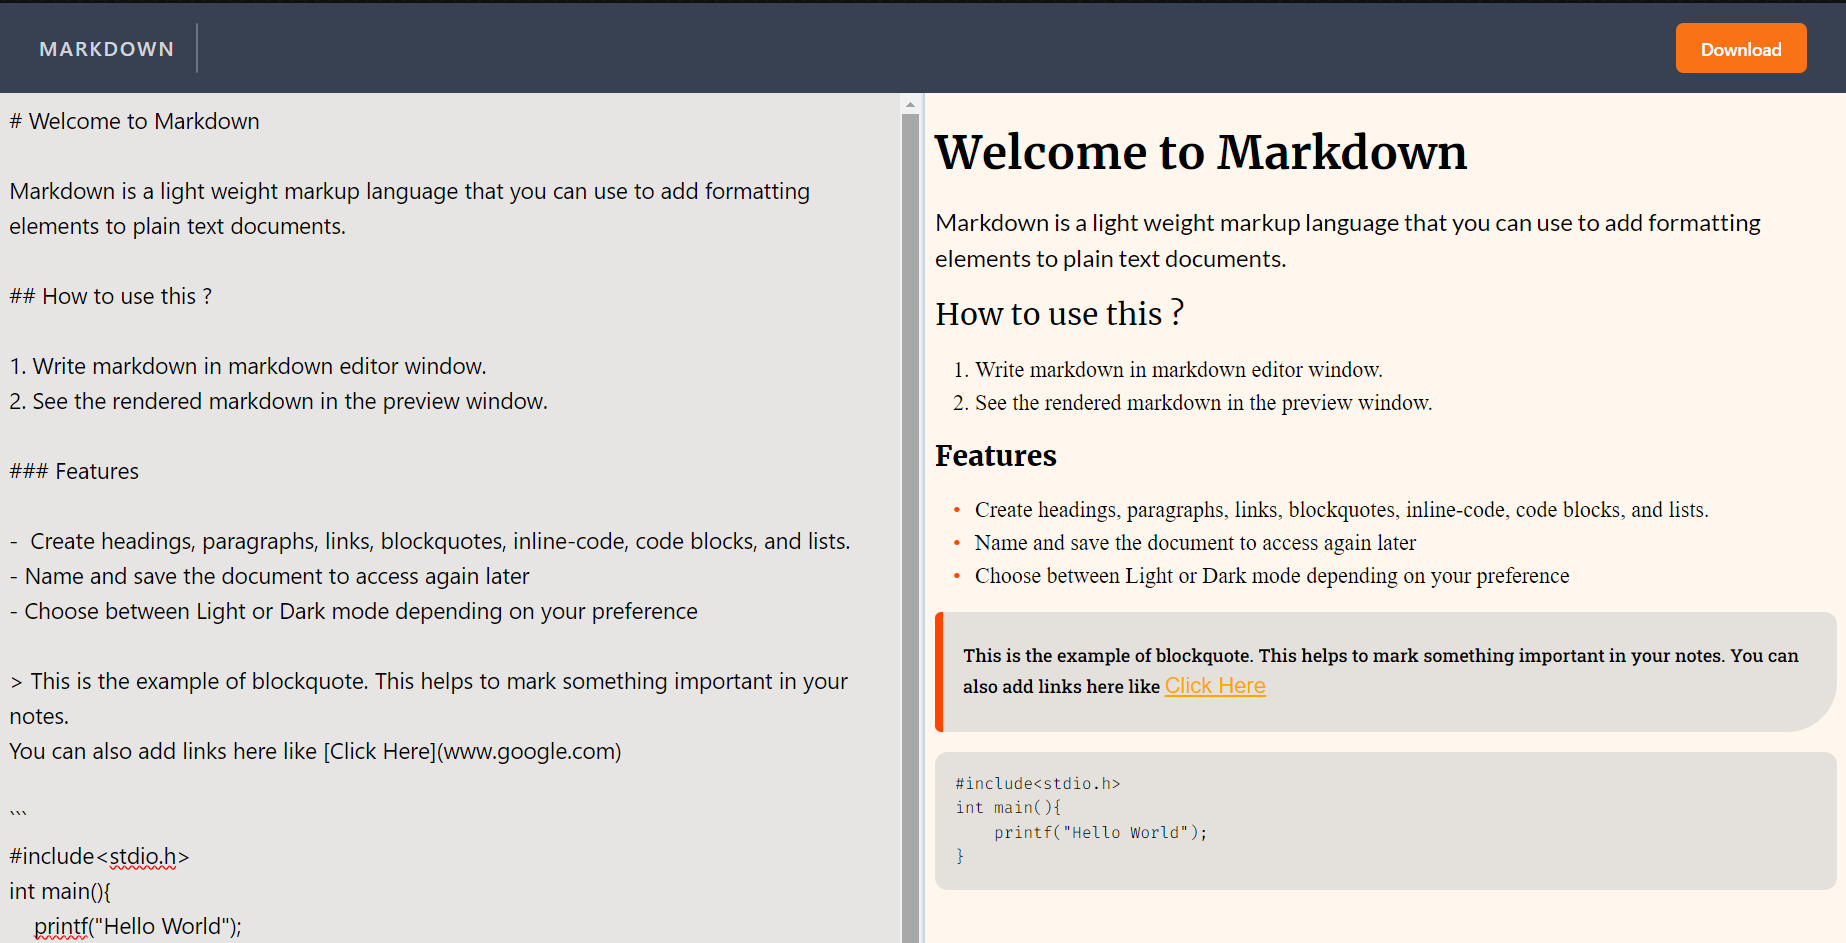 MARKDOWN
Download
# Welcome to Markdown
Markdown is a light weight markup language that you can use to add formatting
elements to plain text documents.
## How to use this ?
1. Write markdown in markdown editor window.
2. See the rendered markdown in the preview window.
### Features
-  Create headings, paragraphs, links, blockquotes, inline-code, code blocks, and lists.
- Name and save the document to access again later
- Choose between Light or Dark mode depending on your preference
> This is the example of blockquote. This helps to mark something important in your
notes.
You can also add links here like [Click Here](www.google.com)
```
#include<stdio.h>
int main(){
    printf("Hello World");
Welcome to Markdown
Markdown is a light weight markup language that you can use to add formatting
elements to plain text documents.
How to use this ?
1. Write markdown in markdown editor window.
2. See the rendered markdown in the preview window.
Features
• Create headings, paragraphs, links, blockquotes, inline-code, code blocks, and lists.
• Name and save the document to access again later
• Choose between Light or Dark mode depending on your preference
This is the example of blockquote. This helps to mark something important in your notes. You can
also add links here like Click Here
#include<stdio.h>
int main(){
    printf("Hello World");
}